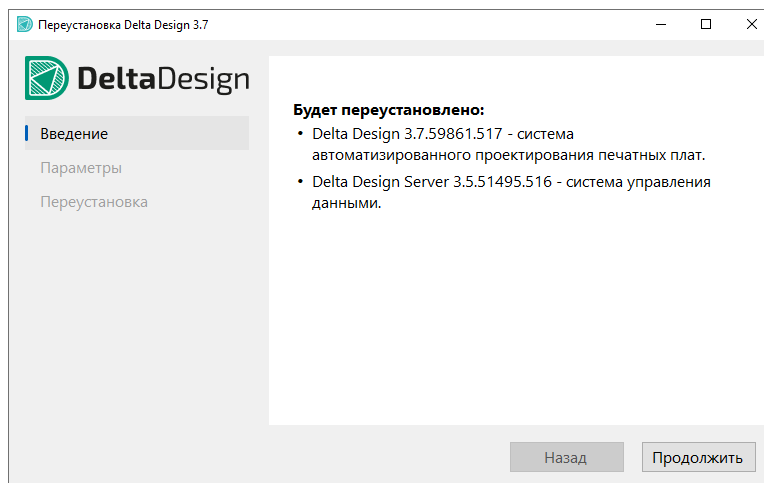 Переустановка Delta Design 3.7
DeltaDesign
Введение
Параметры
Переустановка
Будет переустановлено:
• Delta Design 3.7.59861.517 - система
автоматизированного проектирования печатных плат.
• Delta Design Server 3.5.51495.516 - система управления
данными.
Назад
Продолжить